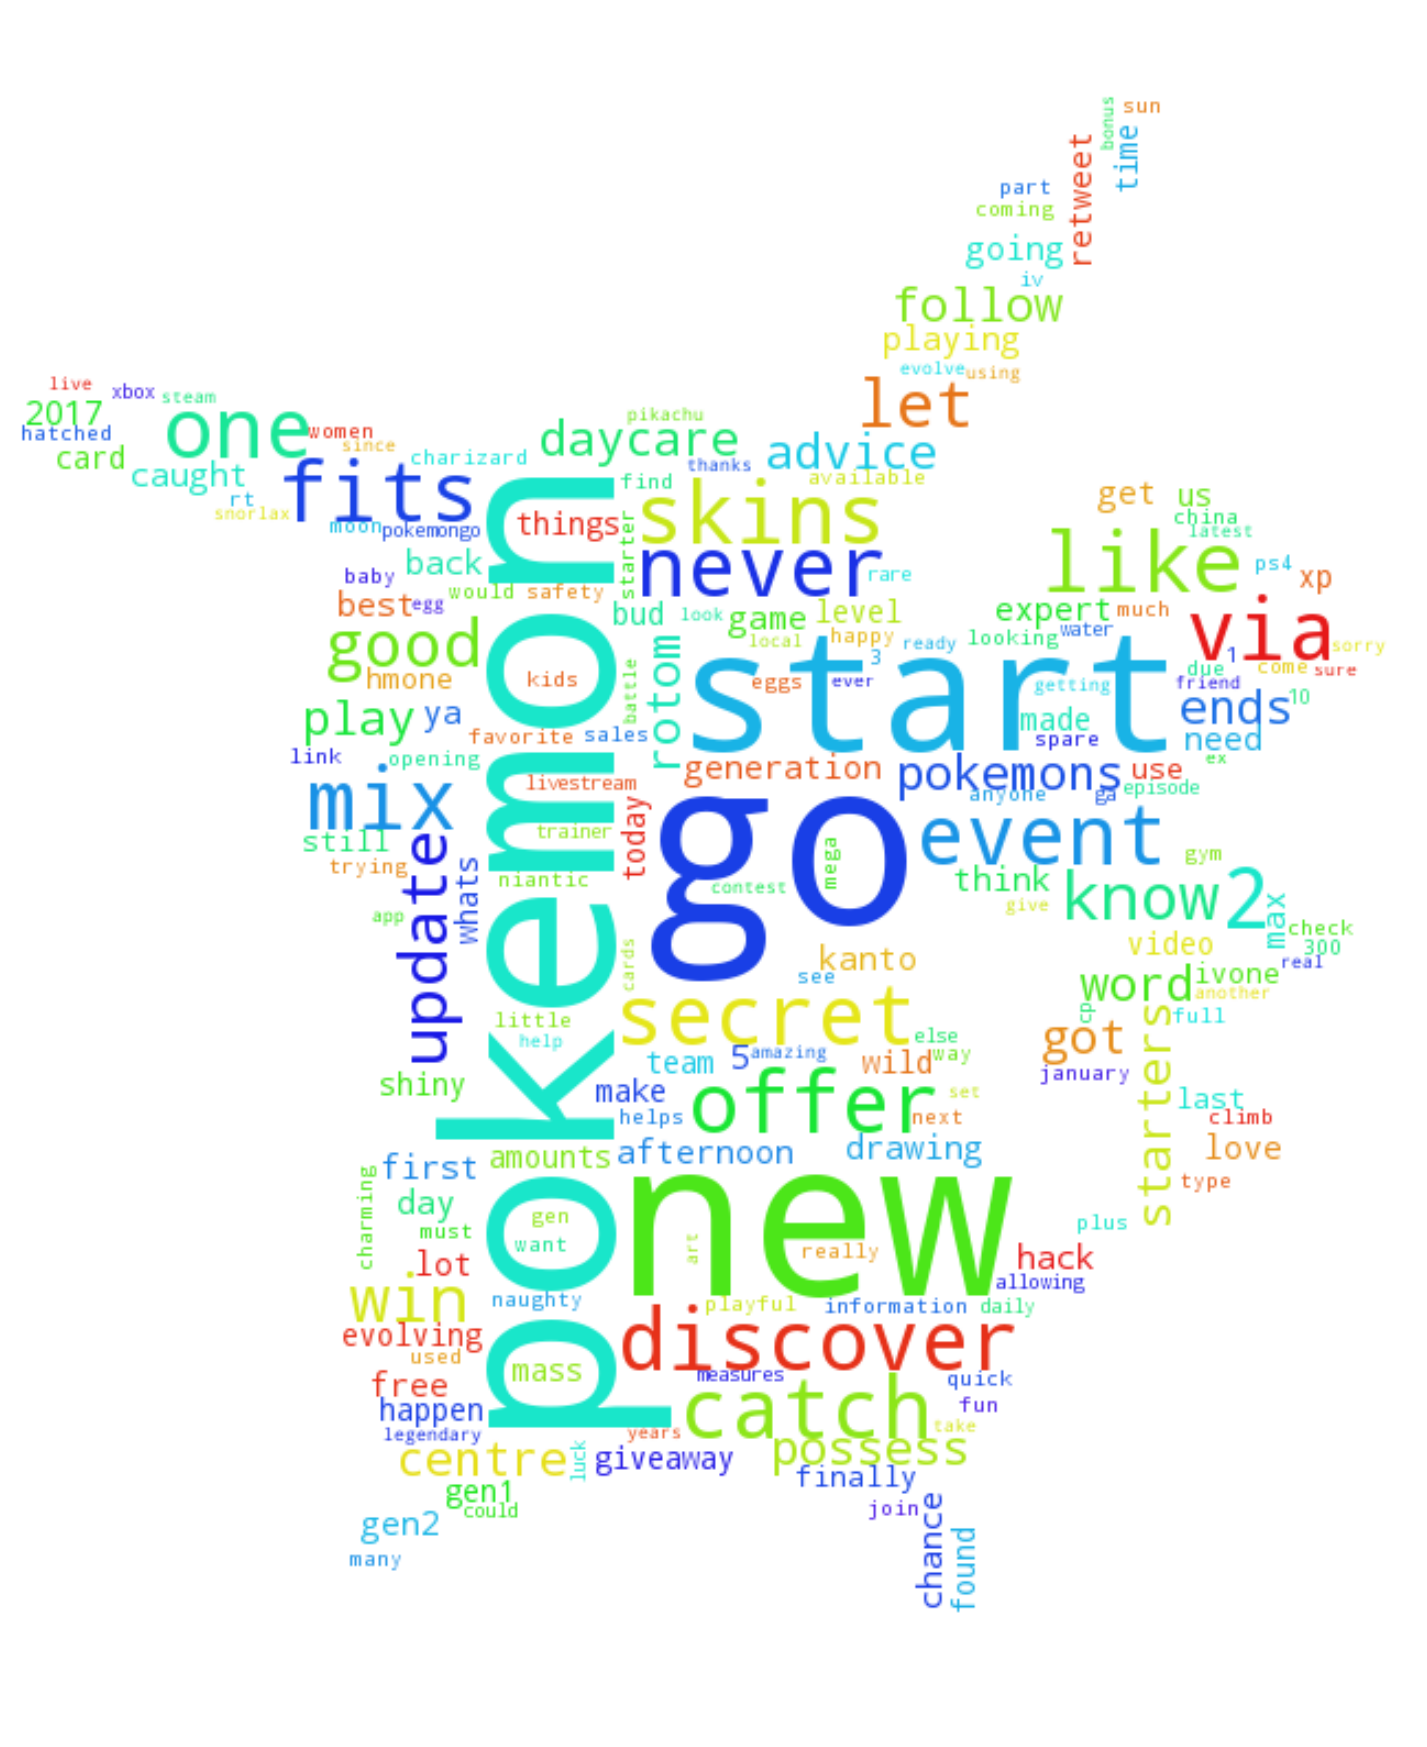 bonus
sun
time
retweet
part
coming
going
iv
follow
playing
evolve
using
live
xbox
steam
let
2017
one
hatched
women
card
since
caught
charizard
pikachu
daycare
advice
thanks
fits
rt
snorlax
moon
pokemongo
things
find
skins
available
get
us
china
latest
starter
never
rare
like
ps4
xp
back
baby
egg
would
safety
best
bud
look
game
level
expert
much
via
good
local
happy
looking
water
ready
sorry
hmone
kids
rotom
battle
start
3
eggs
ever
getting
due
1
come
sure
friend
play
ya
favorite
sales
made
ends
10
link
opening
spare
need
pokemon
generation
pokemons
use
ex
mix
livestream
anyone
ga
episode
update
still
trying
whats
trainer
today
go
mega
event
gym
app
niantic
contest
think
give
know2
max
check
300
real
cards
kanto
see
video
word
ivone
another
little
help
secret
else
way
cp
full
starters
team
5
amazing
wild
got
january
shiny
make
helps
offer
set
next
last
climb
love
type
first
amounts
afternoon
drawing
charming
day
gen
new
plus
must
want
art
really
hack
lot
allowing
win
naughty
playful
information
daily
evolving
used
discover
mass
measures
quick
free
fun
happen
catch
take
legendary
years
possess
centre
luck
giveaway
finally
gen1
could
join
chance
found
gen2
many